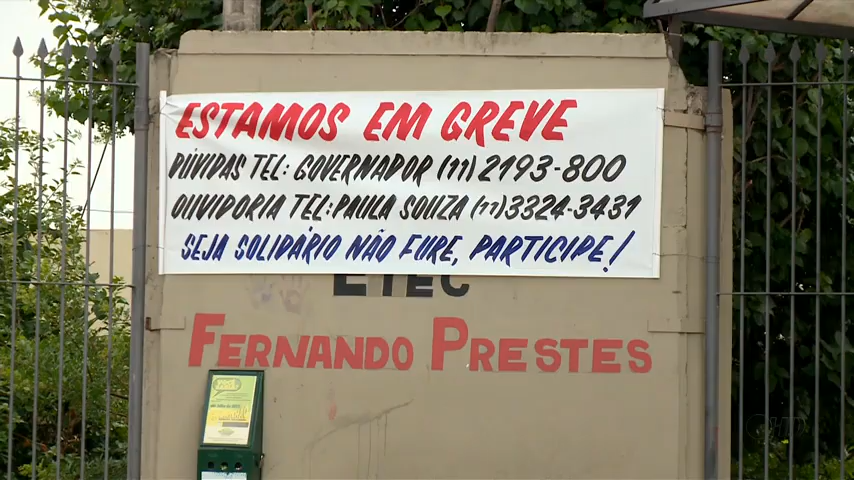 ESTAMOS EM GREVE
DÚVIDAS TEL: GOVERNADOR (11) 2193-800
OUVIDORIA TEL: PAULA SOUZA (11) 3324-3431
SEJA SOLIDÁRIO NÃO FURE, PARTICIPE!
ETEC
FERNANDO PRESTES